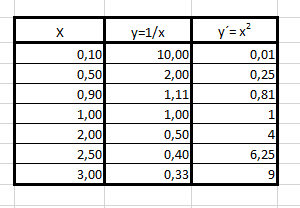 X y=1/x y´= x²
0,10 10,00 0,01
0,50 2,00 0,25
0,90 1,11 0,81
1,00 1,00 1
2,00 0,50 4
2,50 0,40 6,25
3,00 0,33 9